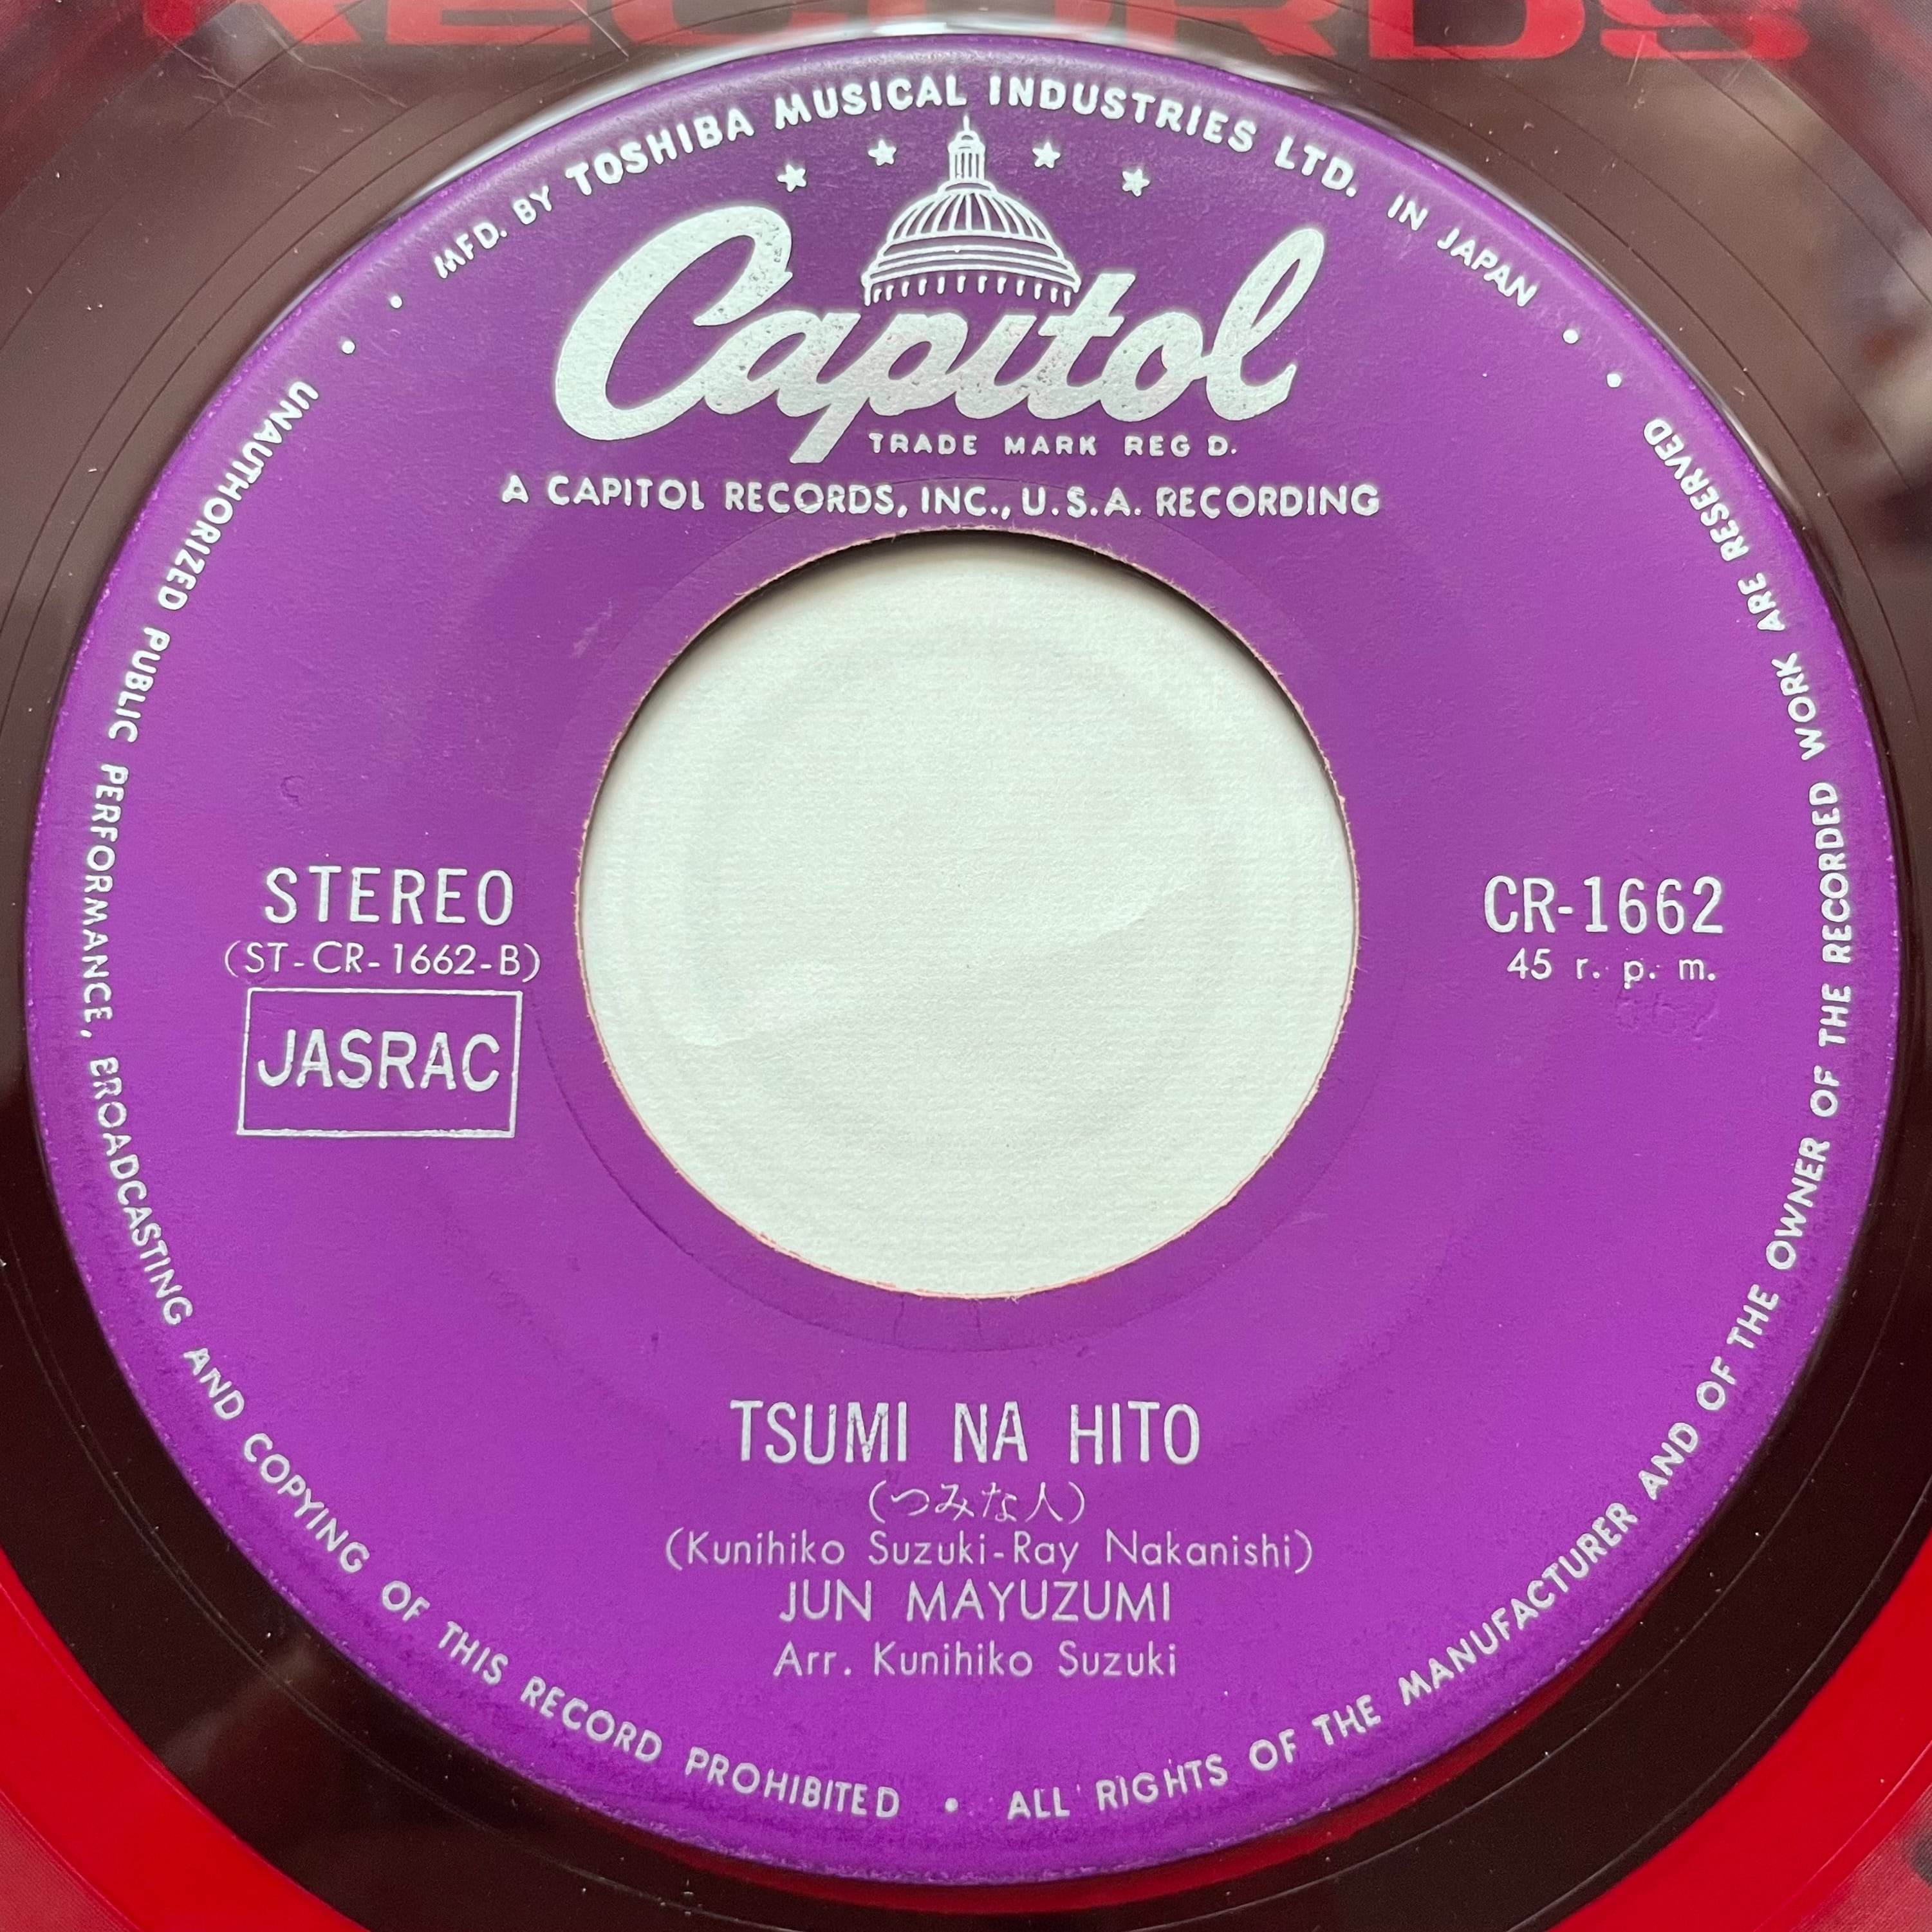 RECORDS
MFD. BY TOSHIBA MUSICAL INDUSTRIES LTD. IN JAPAN
Capitol
TRADE MARK REG D.
A CAPITOL RECORDS, INC., U.S.A. RECORDING
STEREO
(ST-CR-1662-B)
JASRAC
CR-1662
45 r. p. m.
662
TSUMI NA HITO
(つみな人)
(Kunihiko Suzuki-Ray Nakanishi)
JUN MAYUZUMI
Arr. Kunihiko Suzuki
UNAUTHORIZED PUBLIC PERFORMANCE, BROADCASTING AND COPYING OF THIS RECORD PROHIBITED • ALL RIGHTS OF THE MANUFACTURER AND OF THE OWNER OF THE RECORDED WORK ARE RESERVED